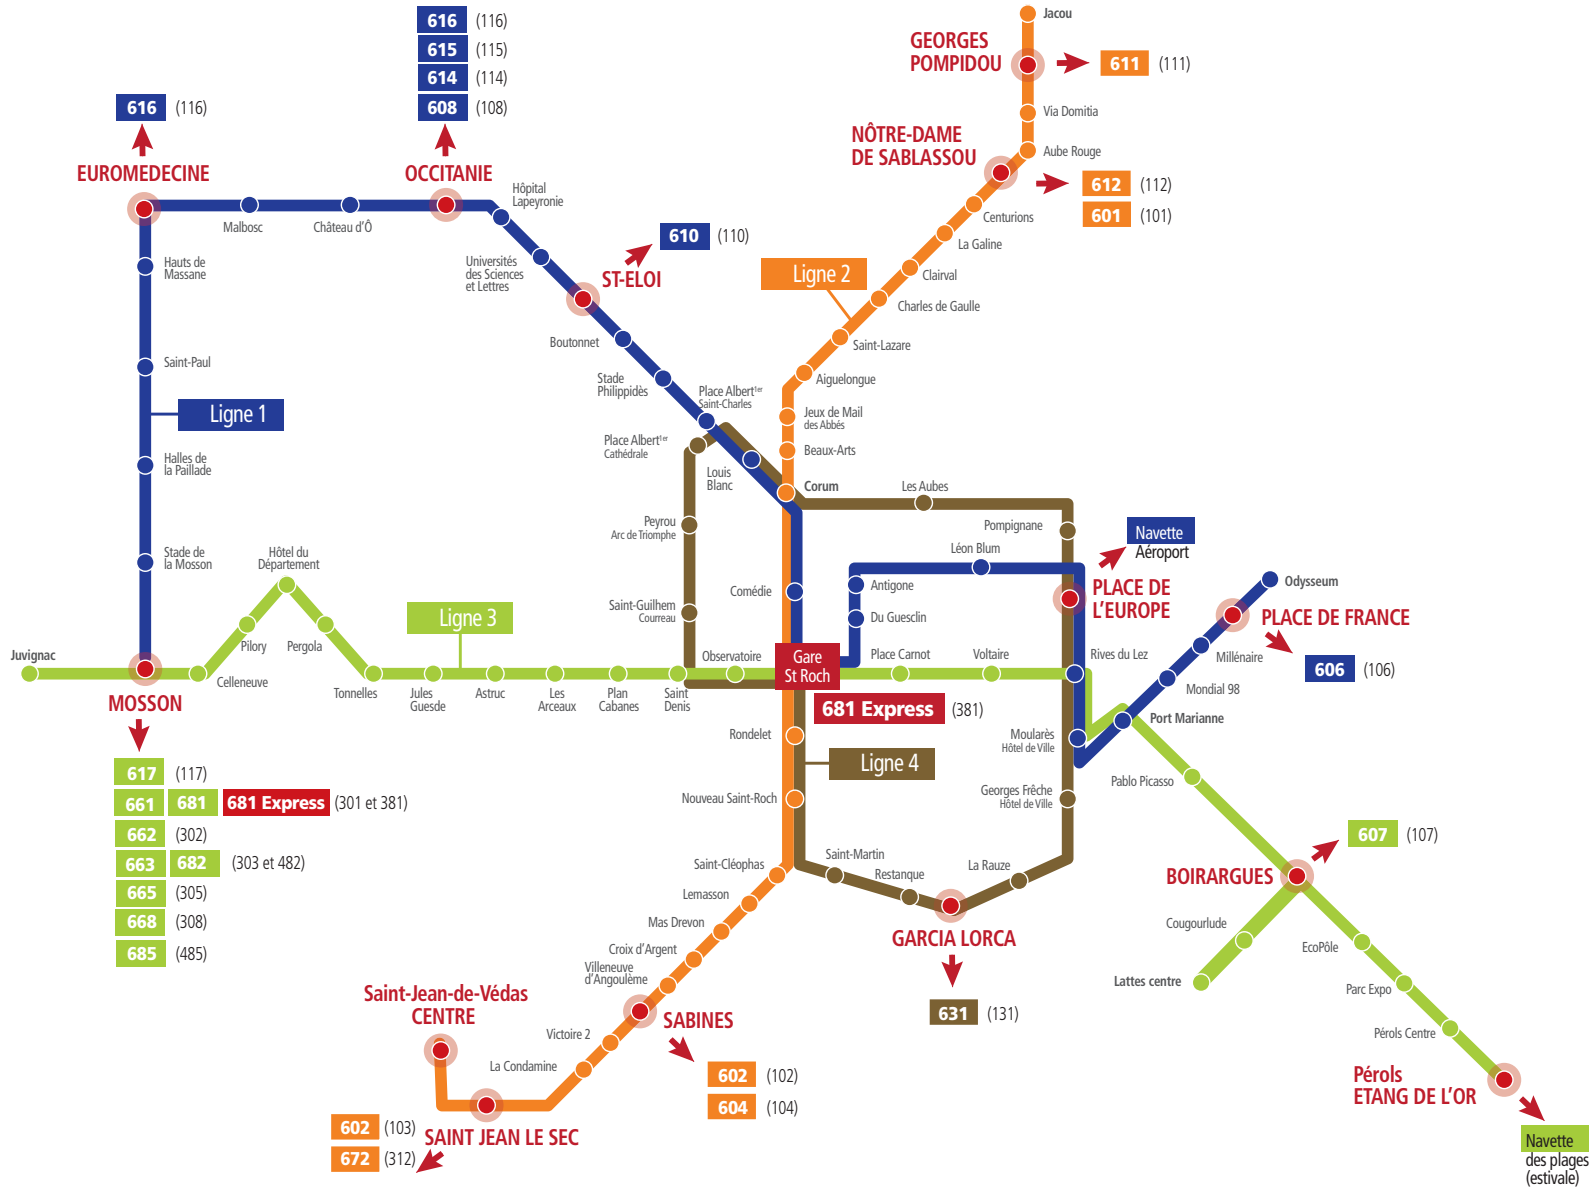 616 (116)
615 (115)
614 (114)
608 (108)
616 (116)
EUROMEDECINE
OCCITANIE
Malbosc
Château d'Ô
Hôpital
Lapeyronie
Universités
des Sciences
et Lettres
ST-ELOI
610 (110)
Boutonnet
Stade
Philippidès
Place Albert 1er
Saint-Charles
Place Albert 1er
Cathédrale
Louis
Blanc
Hauts de
Massane
Saint-Paul
Ligne 1
Halles de
la Paillade
Stade de
la Mosson
Jacou
GEORGES
POMPIDOU
611 (111)
Via Domitia
Aube Rouge
NÔTRE-DAME
DE SABLASSOU
612 (112)
601 (101)
Centurions
La Galine
Clairval
Charles de Gaulle
Ligne 2
Saint-Lazare
Aiguelongue
Jeux de Mail
des Abbés
Beaux-Arts
Corum
Les Aubes
Pompignane
Peyrou
Arc de Triomphe
Saint-Guilhem
Courreau
Comédie
Léon Blum
Antigone
Du Guesclin
Navette
Aéroport
PLACE DE
L'EUROPE
Odysseum
PLACE DE FRANCE
606 (106)
Millénaire
Mondial 98
Port Marianne
Rives du Lez
Moularès
Hôtel de Ville
Georges Frêche
Hôtel de Ville
Juvignac
MOSSON
Celleneuve
Pilory
Hôtel du
Département
Pergola
Tonnelles
Ligne 3
Jules
Guesde
Astruc
Les
Arceaux
Plan
Cabanes
Saint
Denis
Observatoire
Gare
St Roch
Place Carnot
Voltaire
681 Express (381)
Rondelet
Ligne 4
Nouveau Saint-Roch
617 (117)
661 681 681 Express (301 et 381)
662 (302)
663 682 (303 et 482)
665 (305)
668 (308)
685 (485)
Saint-Cléophas
Lemasson
Mas Drevon
Croix d'Argent
Villeneuve
d'Angoulème
SABINES
602 (102)
604 (104)
Victoire 2
La Condamine
Saint-Jean-de-Védas
CENTRE
SAINT JEAN LE SEC
602 (103)
672 (312)
Saint-Martin
Restanque
La Rauze
GARCIA LORCA
631 (131)
Pablo Picasso
607 (107)
BOIRARGUES
Cougourlude
Lattes centre
EcoPôle
Parc Expo
Pérols Centre
Pérols
ETANG DE L'OR
Navette
des plages
(estivale)